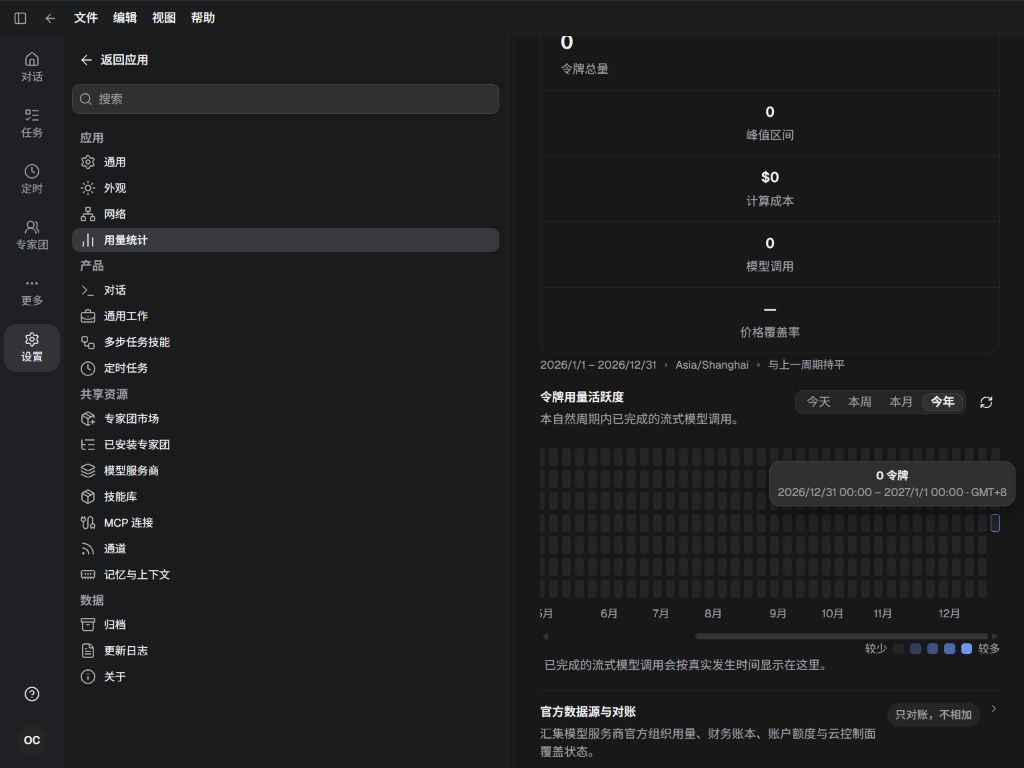 文件 编辑 视图 帮助
对话
任务
定时
专家团
更多
设置
OC
返回应用
搜索
应用
通用
外观
网络
用量统计
产品
对话
通用工作
多步任务技能
定时任务
共享资源
专家团市场
已安装专家团
模型服务商
技能库
MCP 连接
通道
记忆与上下文
数据
归档
更新日志
关于
0
令牌总量
0
峰值区间
$0
计算成本
0
模型调用
—
价格覆盖率
2026/1/1 – 2026/12/31 • Asia/Shanghai • 与上一周期持平
令牌用量活跃度
本自然周期内已完成的流式模型调用。
今天 本周 本月 今年
0 令牌
2026/12/31 00:00 – 2027/1/1 00:00 · GMT+8
5月 6月 7月 8月 9月 10月 11月 12月
较少 较多
已完成的流式模型调用会按真实发生时间显示在这里。
官方数据源与对账
汇集模型服务商官方组织用量、财务账本、账户额度与云控制面
覆盖状态。
只对账，不相加